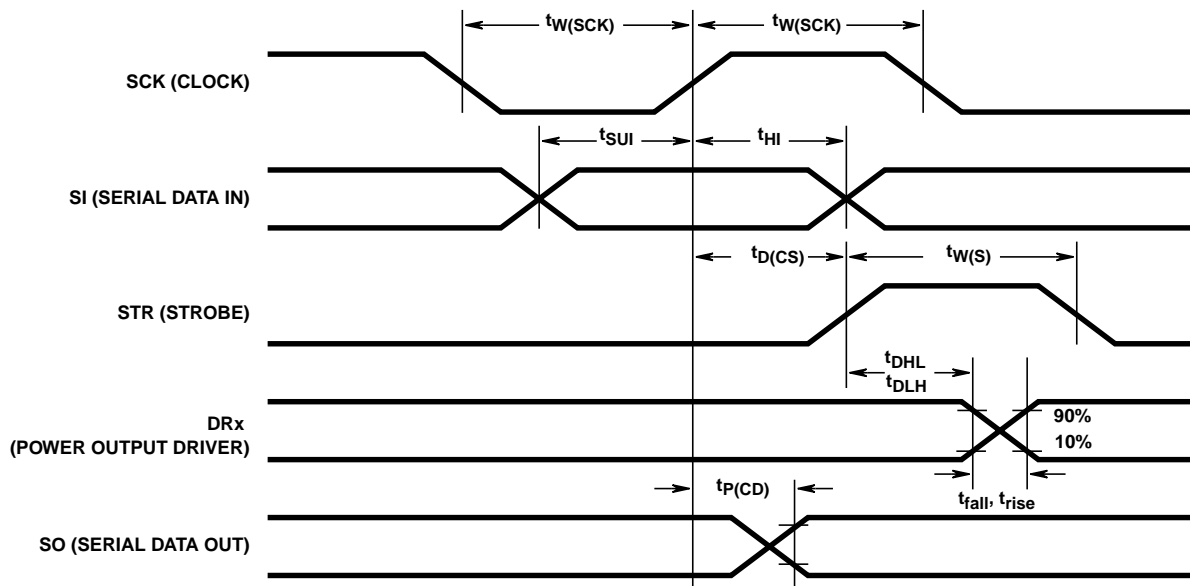 tW(SCK) tW(SCK)
SCK (CLOCK)
tSUI tHI
SI (SERIAL DATA IN)
tD(CS) tW(S)
STR (STROBE)
tDHL
tDLH
DRx
(POWER OUTPUT DRIVER)
90%
10%
tP(CD)
tfall, trise
SO (SERIAL DATA OUT)